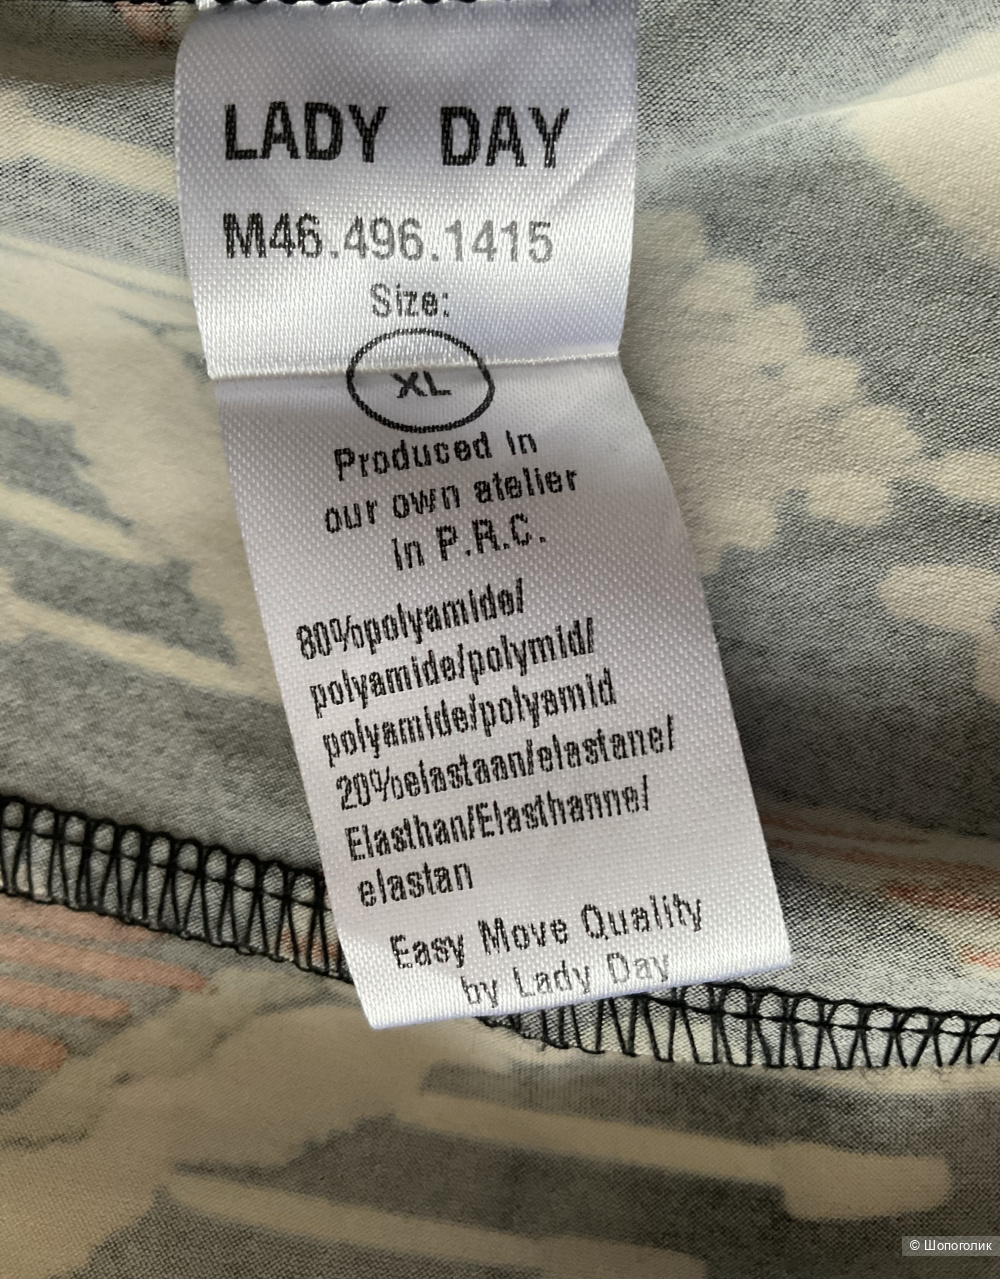 LADY DAY
M46.496.1415
Size:
XL
Produced in
our own atelier
in P.R.C.
80%polyamide/
polyamide/polymid/
polyamide/polyamid
20%elastaan/elastane/
Elasthan/Elasthanne/
elastan
Easy Move Quality
by Lady Day
© Шопоголик